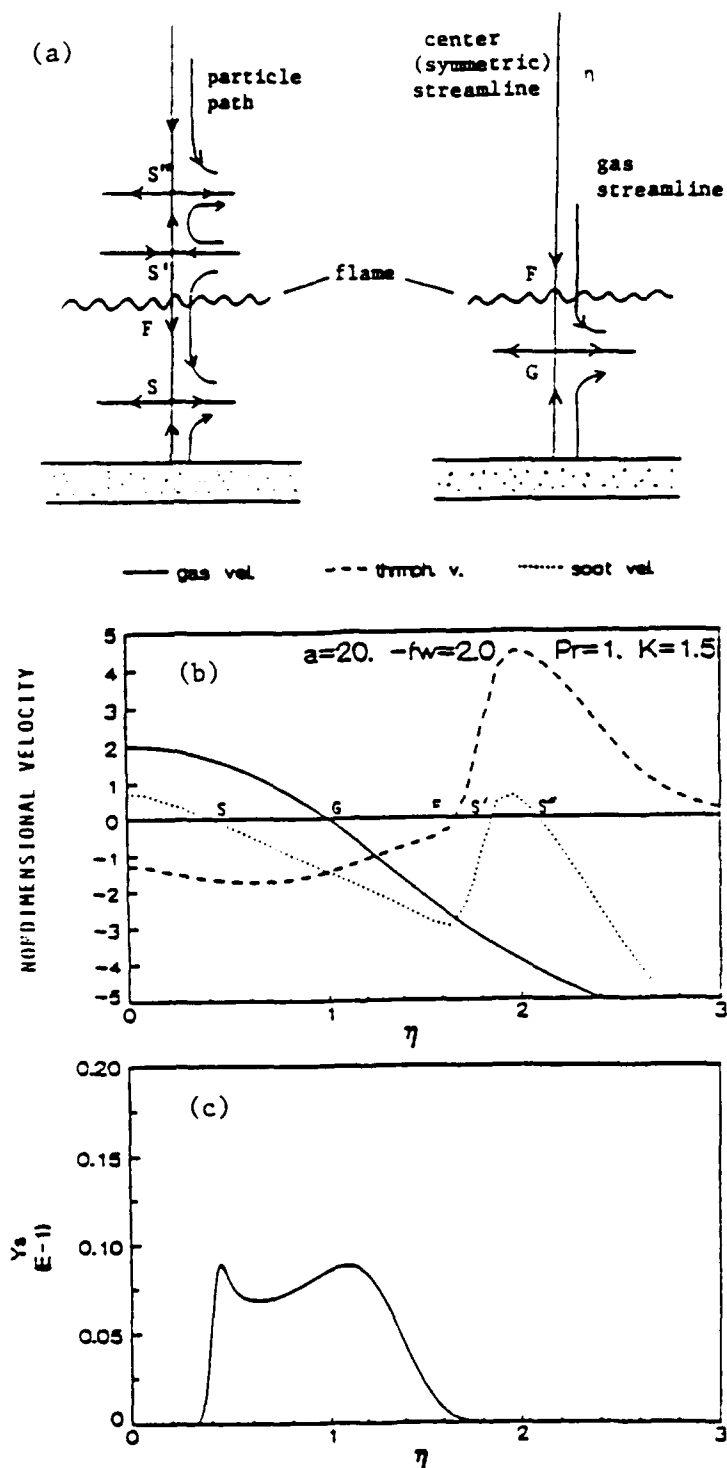 (a)
particle
path
center
(symmetric)
streamline
η
gas
streamline
S"
S'
flame
F
F
S
G
gas vel. thrmph. v. soot vel.
(b)
a=20. -fw=2.0 Pr=1. K=1.5
NONDIMENSIONAL VELOCITY
5
4
3
2
1
0
-1
-2
-3
-4
-5
S G F S' S"
0 1 2 3
η
(c)
Ys
(E-1)
0.20
0.15
0.10
0.05
0
0 1 2 3
η